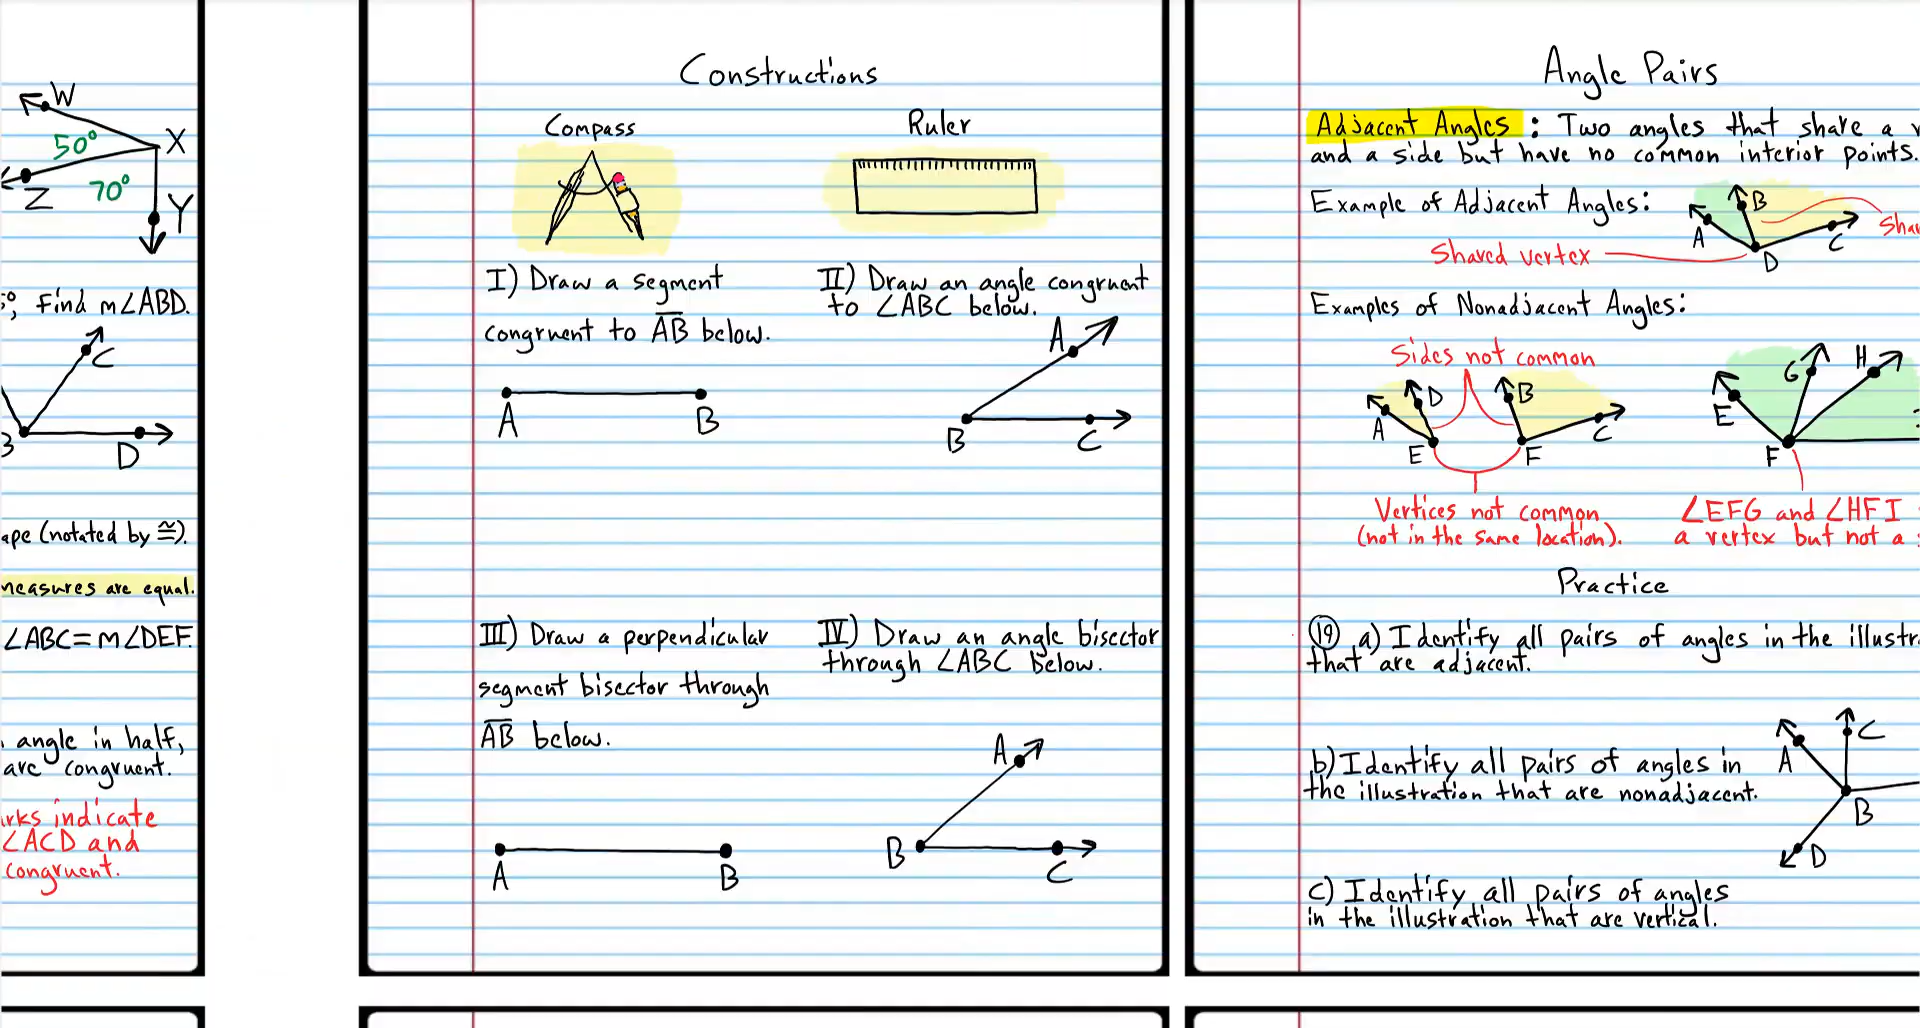 W
50°
X
Z
70°
Y
Find m∠ABD.
C
D
(notated by ≅).
measures are equal.
∠ABC = m∠DEF.
angle in half,
are congruent.
indicate
∠ACD and
congruent.
Constructions
Compass
Ruler
I) Draw a segment
congruent to AB below.
A
B
II) Draw an angle congruent
to ∠ABC below.
A
B
C
III) Draw a perpendicular
segment bisector through
AB below.
A
B
IV) Draw an angle bisector
through ∠ABC below.
A
B
C
Angle Pairs
Adjacent Angles : Two angles that share a
and a side but have no common interior points.
Example of Adjacent Angles:
B
A
C
D
Shared vertex
Examples of Nonadjacent Angles:
Sides not common
A
D
E
B
C
F
Vertices not common
(not in the same location).
E
G
H
F
∠EFG and ∠HFI
a vertex but not a
Practice
19 a) Identify all pairs of angles in the
that are adjacent.
b) Identify all pairs of angles in
the illustration that are nonadjacent.
A
C
B
D
c) Identify all pairs of angles
in the illustration that are vertical.